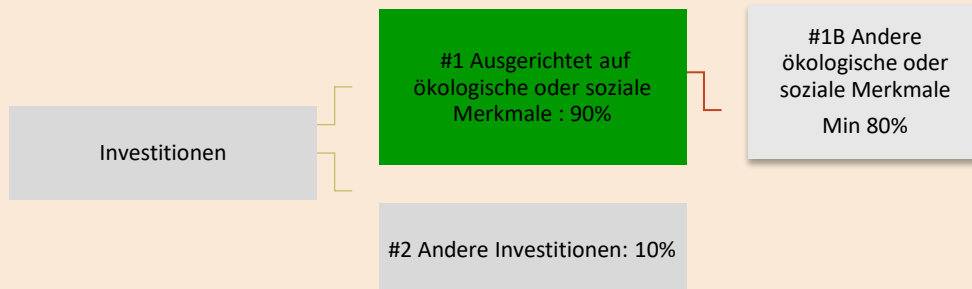 #1 Ausgerichtet auf
ökologische oder soziale
Merkmale : 90%
#1B Andere
ökologische oder
soziale Merkmale
Min 80%
Investitionen
#2 Andere Investitionen: 10%